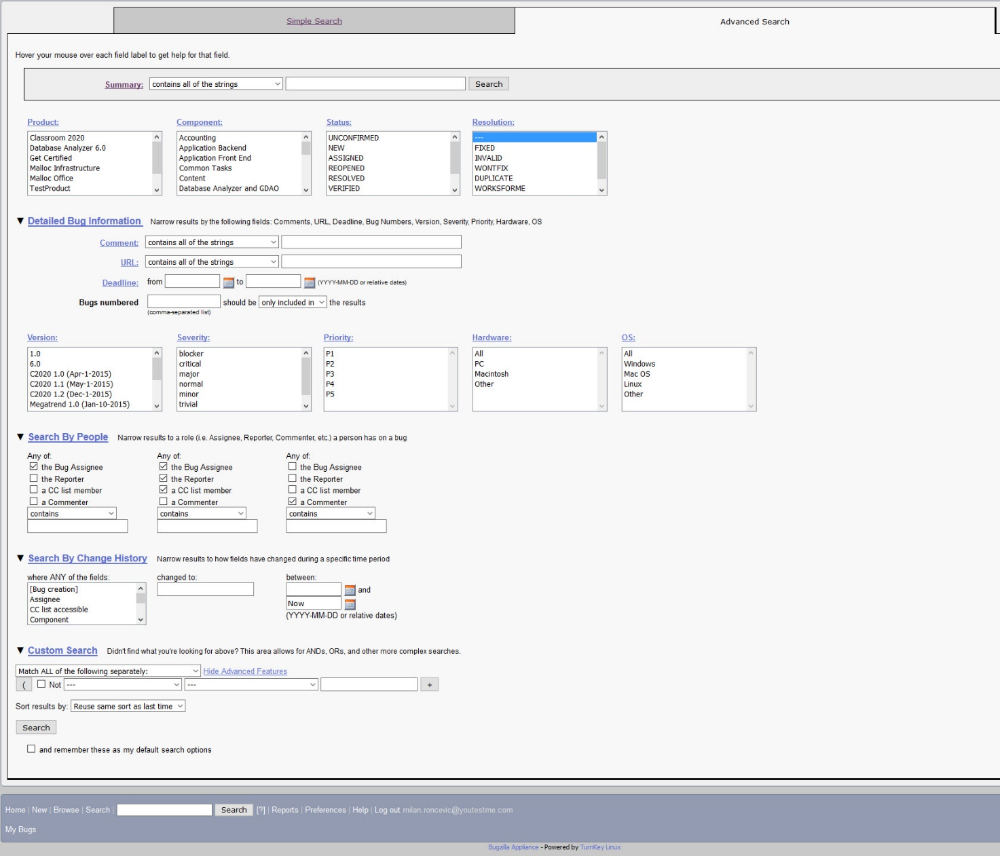 Simple Search
Advanced Search
Hover your mouse over each field label to get help for that field.
Summary: contains all of the strings Search
Product: Component: Status: Resolution:
Classroom 2020 Accounting UNCONFIRMED ---
Database Analyzer 6.0 Application Backend NEW FIXED
Get Certified Application Front End ASSIGNED INVALID
Malloc Infrastructure Common Tasks REOPENED WONTFIX
Malloc Office Content RESOLVED DUPLICATE
TestProduct Database Analyzer and GDAO VERIFIED WORKSFORME
▼ Detailed Bug Information Narrow results by the following fields: Comments, URL, Deadline, Bug Numbers, Version, Severity, Priority, Hardware, OS
Comment: contains all of the strings
URL: contains all of the strings
Deadline: from to (YYYY-MM-DD or relative dates)
Bugs numbered should be only included in the results
(comma-separated list)
Version: Severity: Priority: Hardware: OS:
1.0 blocker P1 All All
6.0 critical P2 PC Windows
C2020 1.0 (Apr-1-2015) major P3 Macintosh Mac OS
C2020 1.1 (May-1-2015) normal P4 Other Linux
C2020 1.2 (Dec-1-2015) minor P5 Other
Megatrend 1.0 (Jan-10-2015) trivial
▼ Search By People Narrow results to a role (i.e. Assignee, Reporter, Commenter, etc.) a person has on a bug
Any of: Any of: Any of:
the Bug Assignee the Bug Assignee the Bug Assignee
the Reporter the Reporter the Reporter
a CC list member a CC list member a CC list member
a Commenter a Commenter a Commenter
contains contains contains
▼ Search By Change History Narrow results to how fields have changed during a specific time period
where ANY of the fields: changed to: between:
[Bug creation] and
Assignee Now
CC list accessible (YYYY-MM-DD or relative dates)
Component
▼ Custom Search Didn't find what you're looking for above? This area allows for ANDs, ORs, and other more complex searches.
Match ALL of the following separately: Hide Advanced Features
( Not --- --- +
Sort results by: Reuse same sort as last time
Search
and remember these as my default search options
Home | New | Browse | Search | Search [?] | Reports | Preferences | Help | Log out milan.roncevic@youtestme.com
My Bugs
Bugzilla Appliance - Powered by TurnKey Linux